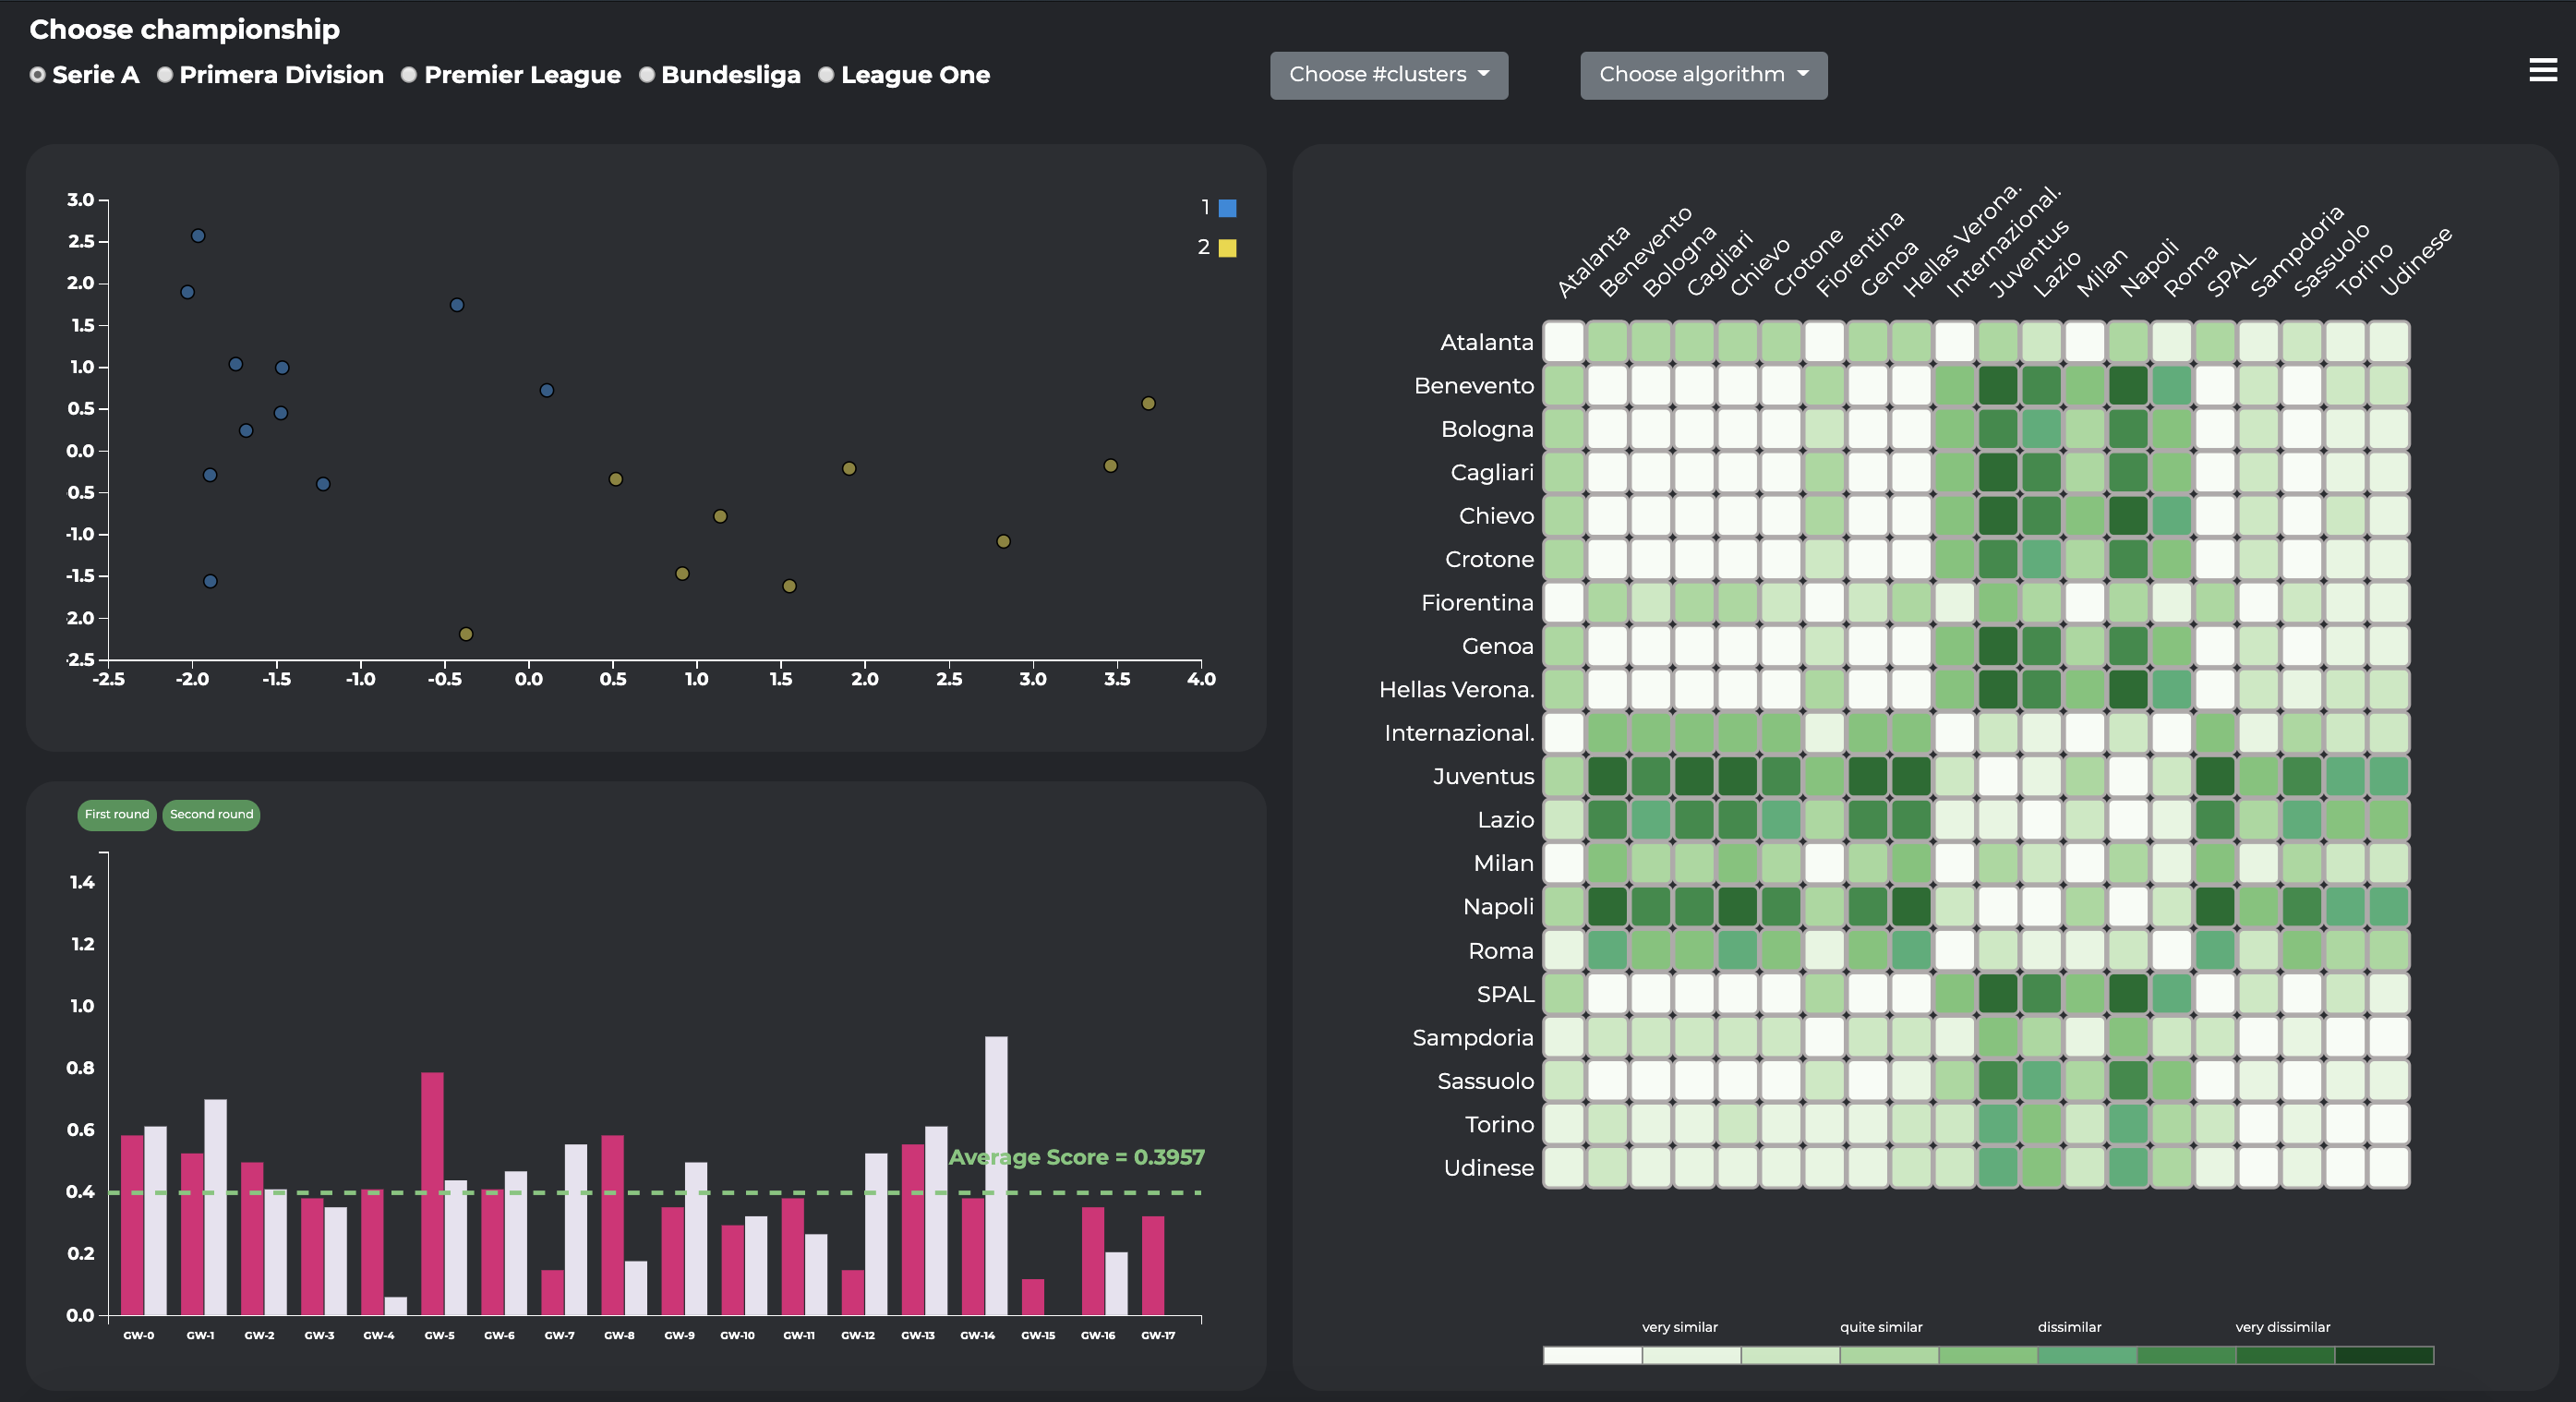 Choose championship
Serie A Primera Division Premier League Bundesliga League One
Choose #clusters
Choose algorithm
3.0
2.5
2.0
1.5
1.0
0.5
0.0
0.5
-1.0
-1.5
2.0
2.5
-2.5 -2.0 -1.5 -1.0 -0.5 0.0 0.5 1.0 1.5 2.0 2.5 3.0 3.5 4.0
1
2
First round Second round
1.4
1.2
1.0
0.8
0.6
0.4
0.2
0.0
Average Score = 0.3957
GW-0 GW-1 GW-2 GW-3 GW-4 GW-5 GW-6 GW-7 GW-8 GW-9 GW-10 GW-11 GW-12 GW-13 GW-14 GW-15 GW-16 GW-17
Atalanta
Benevento
Bologna
Cagliari
Chievo
Crotone
Fiorentina
Genoa
Hellas Verona.
Internazional.
Juventus
Lazio
Milan
Napoli
Roma
SPAL
Sampdoria
Sassuolo
Torino
Udinese
Atalanta
Benevento
Bologna
Cagliari
Chievo
Crotone
Fiorentina
Genoa
Hellas Verona.
Internazional.
Juventus
Lazio
Milan
Napoli
Roma
SPAL
Sampdoria
Sassuolo
Torino
Udinese
very similar quite similar dissimilar very dissimilar